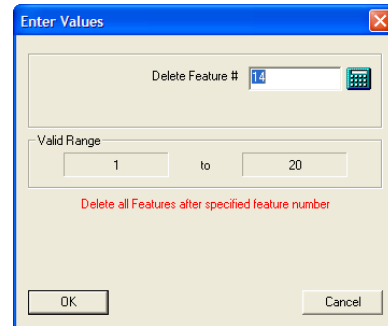 Enter Values
Delete Feature # 14
Valid Range
1 to 20
Delete all Features after specified feature number
OK Cancel